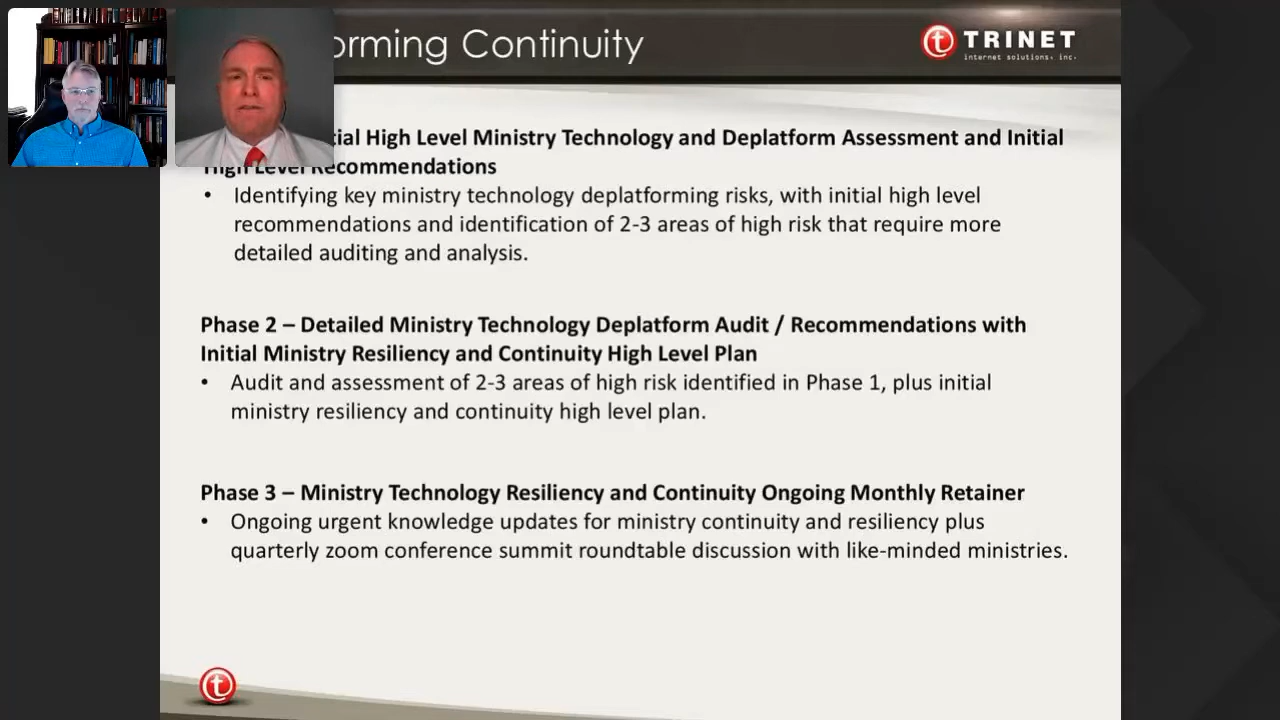 orming Continuity
TRINET
internet solutions, inc.
tial High Level Ministry Technology and Deplatform Assessment and Initial
High Level Recommendations
• Identifying key ministry technology deplatforming risks, with initial high level
recommendations and identification of 2-3 areas of high risk that require more
detailed auditing and analysis.
Phase 2 – Detailed Ministry Technology Deplatform Audit / Recommendations with
Initial Ministry Resiliency and Continuity High Level Plan
• Audit and assessment of 2-3 areas of high risk identified in Phase 1, plus initial
ministry resiliency and continuity high level plan.
Phase 3 – Ministry Technology Resiliency and Continuity Ongoing Monthly Retainer
• Ongoing urgent knowledge updates for ministry continuity and resiliency plus
quarterly zoom conference summit roundtable discussion with like-minded ministries.